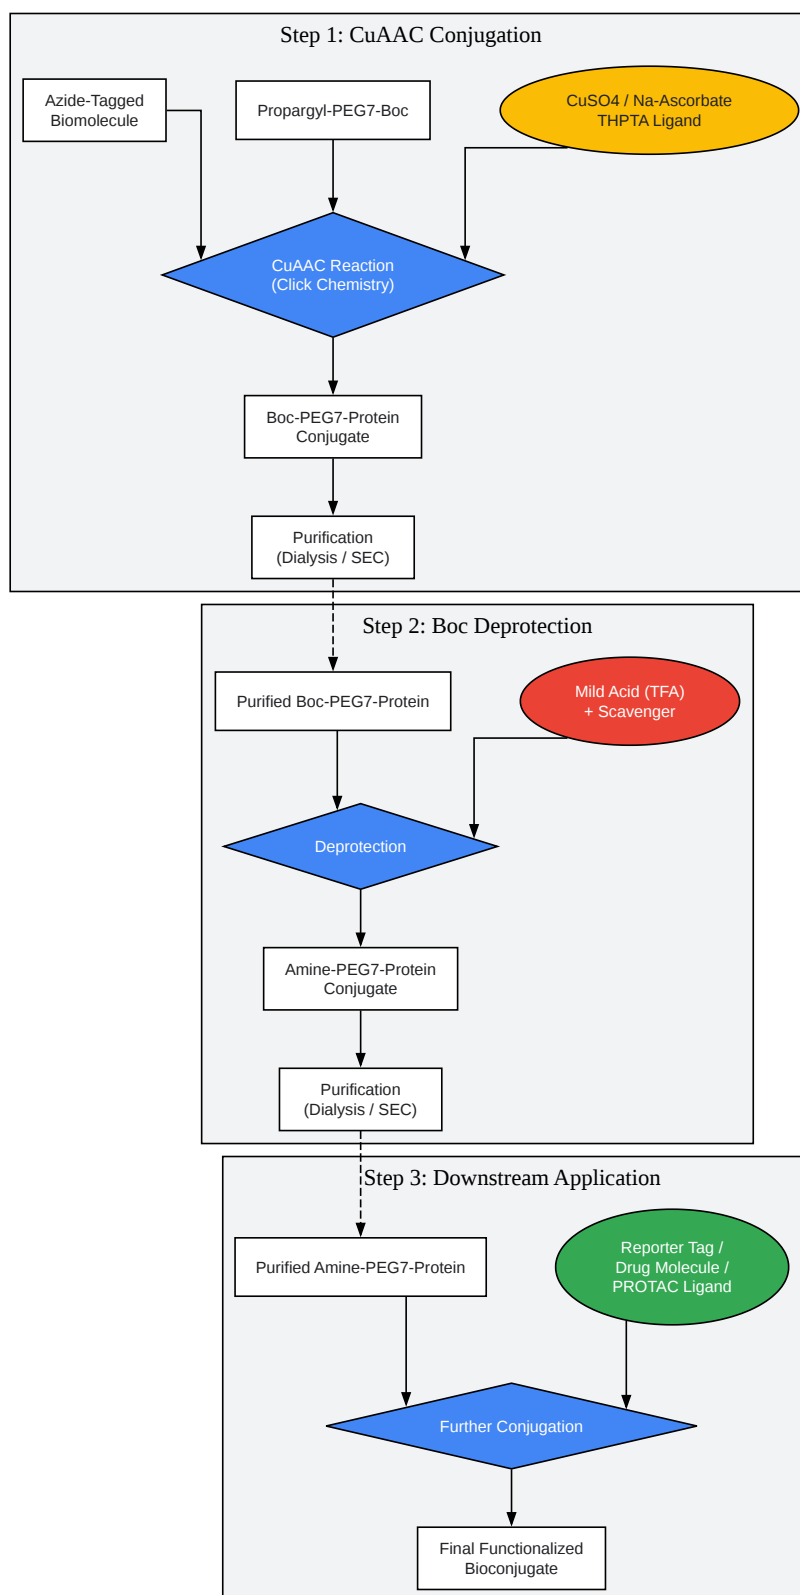 Step 1: CuAAC Conjugation
Azide-Tagged
Biomolecule
Propargyl-PEG7-Boc
CuSO4 / Na-Ascorbate
THPTA Ligand
CuAAC Reaction
(Click Chemistry)
Boc-PEG7-Protein
Conjugate
Purification
(Dialysis / SEC)
Step 2: Boc Deprotection
Purified Boc-PEG7-Protein
Mild Acid (TFA)
+ Scavenger
Deprotection
Amine-PEG7-Protein
Conjugate
Purification
(Dialysis / SEC)
Step 3: Downstream Application
Purified Amine-PEG7-Protein
Reporter Tag /
Drug Molecule /
PROTAC Ligand
Further Conjugation
Final Functionalized
Bioconjugate